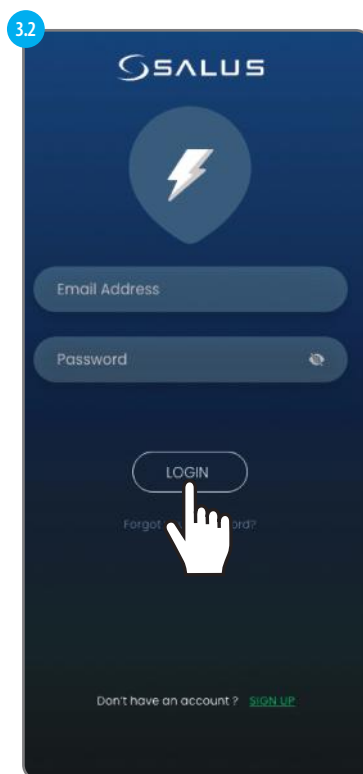 3.2
SALUS
Email Address
Password
LOGIN
Forgot
Don't have an account ? SIGN UP